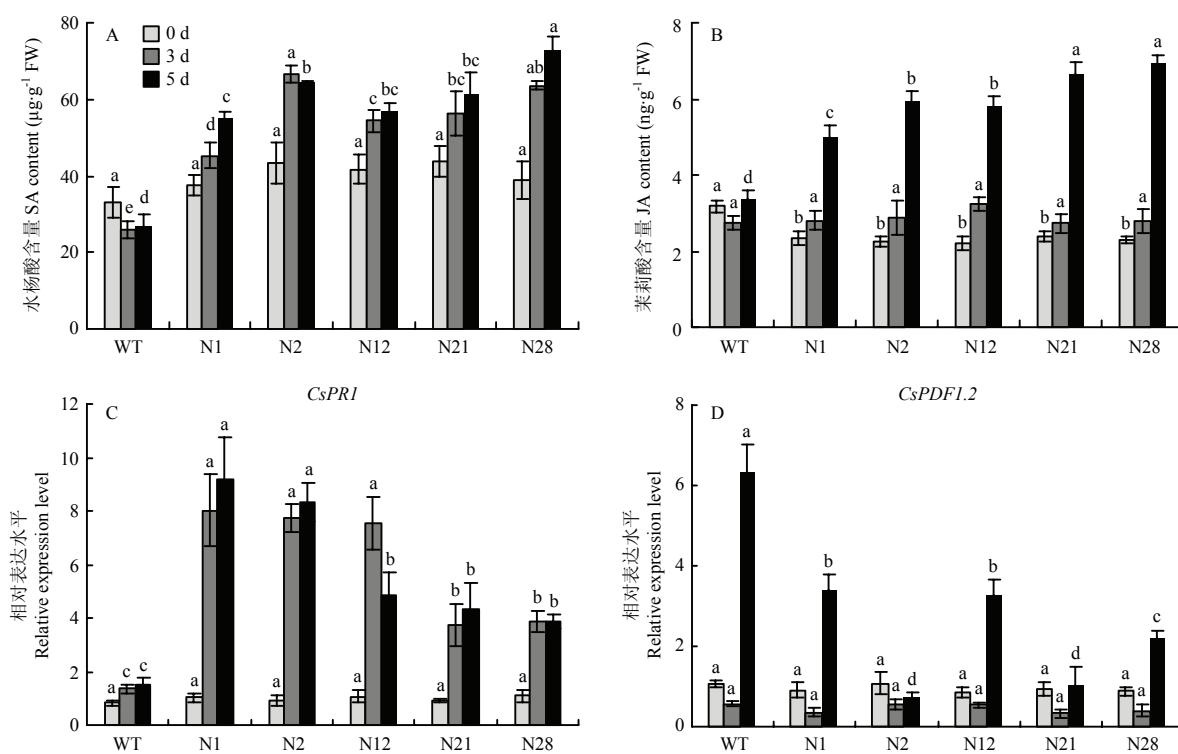 A
0 d
3 d
5 d
水杨酸含量 SA content (μg·g⁻¹ FW)
80
60
40
20
0
a
e
d
a
d
c
a
a
b
a
c
bc
a
bc
bc
a
ab
a
WT N1 N2 N12 N21 N28
B
茉莉酸含量 JA content (ng·g⁻¹ FW)
8
6
4
2
0
a
a
d
b
a
c
b
a
b
b
a
b
b
a
a
b
a
a
WT N1 N2 N12 N21 N28
CsPR1
C
相对表达水平
Relative expression level
12
10
8
6
4
2
0
a
c
c
a
a
a
a
a
a
a
a
b
a
b
b
a
b
b
WT N1 N2 N12 N21 N28
CsPDF1.2
D
相对表达水平
Relative expression level
8
6
4
2
0
a
a
a
a
a
b
a
a
d
a
a
b
a
a
d
a
a
c
WT N1 N2 N12 N21 N28